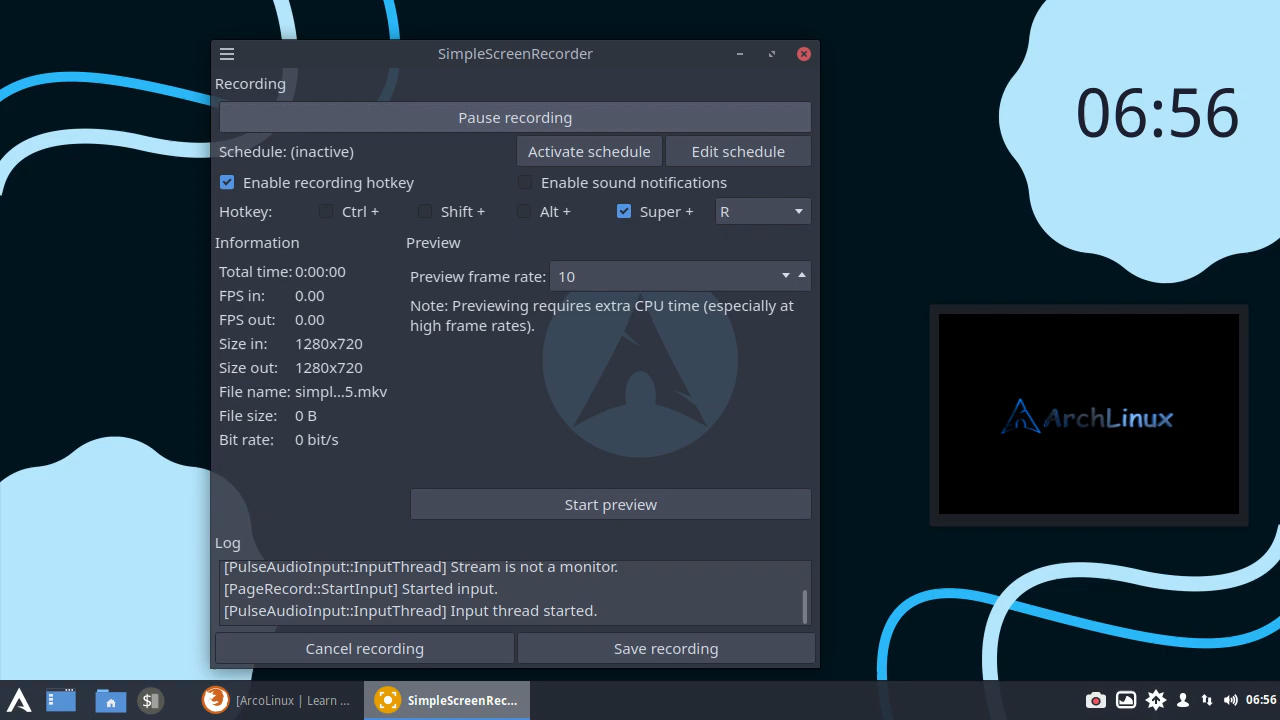 SimpleScreenRecorder
Recording
Pause recording
Schedule: (inactive)
Activate schedule
Edit schedule
Enable recording hotkey
Enable sound notifications
Hotkey:
Ctrl +
Shift +
Alt +
Super +
R
Information
Total time: 0:00:00
FPS in: 0.00
FPS out: 0.00
Size in: 1280x720
Size out: 1280x720
File name: simpl...5.mkv
File size: 0 B
Bit rate: 0 bit/s
Preview
Preview frame rate: 10
Note: Previewing requires extra CPU time (especially at
high frame rates).
Start preview
Log
[PulseAudioInput::InputThread] Stream is not a monitor.
[PageRecord::StartInput] Started input.
[PulseAudioInput::InputThread] Input thread started.
Cancel recording
Save recording
06:56
ArchLinux
$
[ArcoLinux | Learn ...
SimpleScreenRec...
06:56